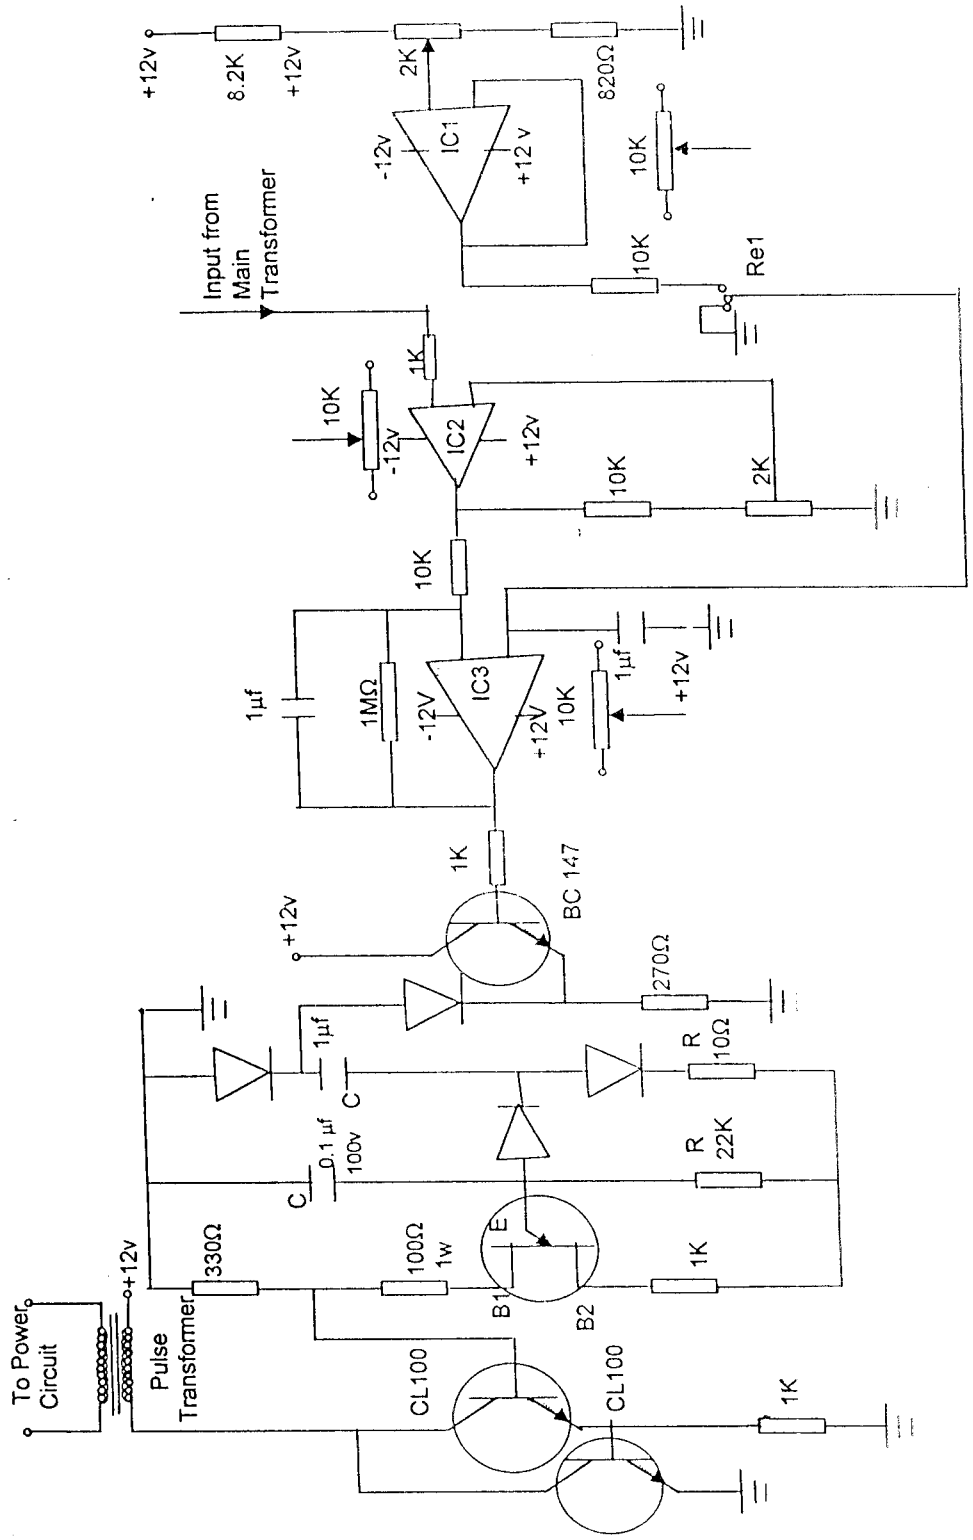 +12v
8.2K
+12v
2K
820Ω
-12v
IC1
+12 v
10K
10K
Re1
Input from
Main
Transformer
1K
10K
-12v
IC2
+12v
10K
2K
10K
1µf
1MΩ
-12V
IC3
+12V
10K
1µf
+12v
1K
BC 147
+12v
270Ω
1µf
C
R
10Ω
C
0.1 µf
100v
R
22K
330Ω
100Ω
1w
E
B1
B2
1K
+12v
To Power
Circuit
Pulse
Transformer
CL100
CL100
1K